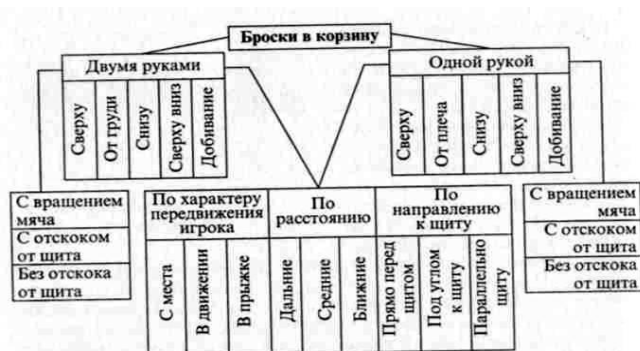 Броски в корзину
Двумя руками
Одной рукой
Сверху
От груди
Снизу
Сверху вниз
Добивание
Сверху
От плеча
Снизу
Сверху вниз
Добивание
С вращением
мяча
С отскоком
от щита
Без отскока
от щита
По характеру
передвижения
игрока
По
расстоянию
По
направлению
к щиту
С вращением
мяча
С отскоком
от щита
Без отскока
от щита
С места
В движении
В прыжке
Дальние
Средние
Ближние
Прямо перед
щитом
Под углом
к щиту
Параллельно
щиту